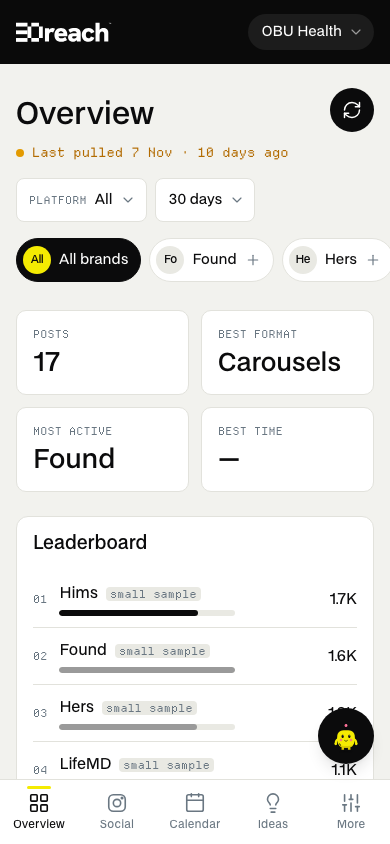 EOreach
OBU Health
Overview
Last pulled 7 Nov · 10 days ago
PLATFORM All
30 days
All All brands
Fo Found +
He Hers +
POSTS
17
BEST FORMAT
Carousels
MOST ACTIVE
Found
BEST TIME
—
Leaderboard
01 Hims small sample 1.7K
02 Found small sample 1.6K
03 Hers small sample
04 LifeMD small sample 1.1K
Overview
Social
Calendar
Ideas
More